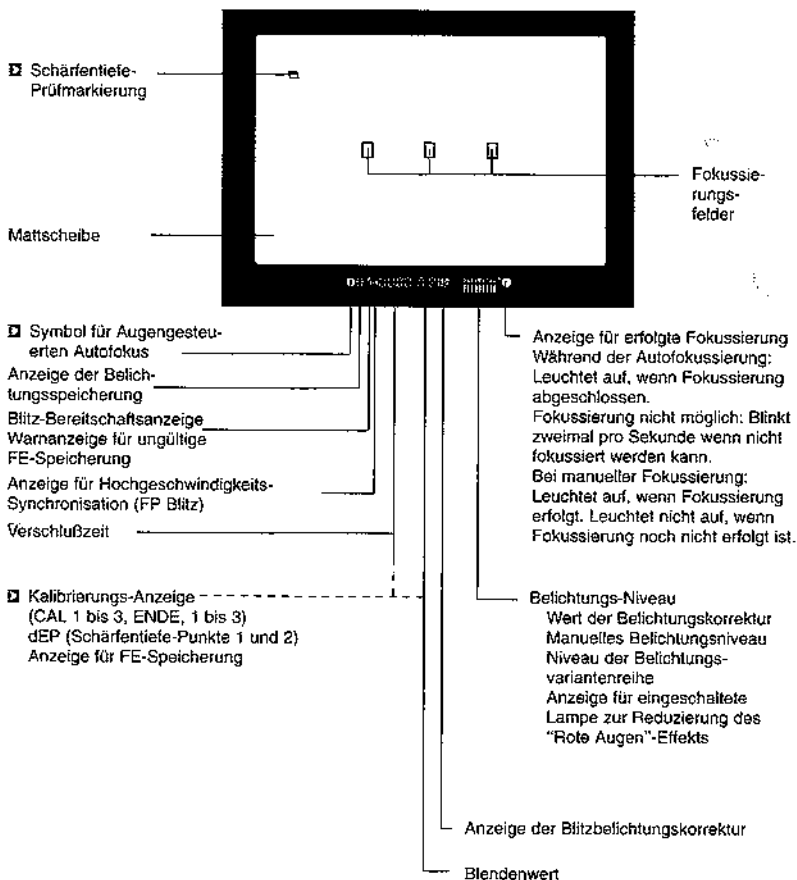 Schärfentiefe-
Prüfmarkierung
Fokussie-
rungs-
felder
Mattscheibe
Symbol für Augengesteu-
erten Autofokus
Anzeige der Belich-
tungsspeicherung
Blitz-Bereitschaftsanzeige
Warnanzeige für ungültige
FE-Speicherung
Anzeige für Hochgeschwindigkeits-
Synchronisation (FP Blitz)
Verschlußzeit
Kalibrierungs-Anzeige
(CAL 1 bis 3, ENDE, 1 bis 3)
dEP (Schärfentiefe-Punkte 1 und 2)
Anzeige für FE-Speicherung
Anzeige für erfolgte Fokussierung
Während der Autofokussierung:
Leuchtet auf, wenn Fokussierung
abgeschlossen.
Fokussierung nicht möglich: Blinkt
zweimal pro Sekunde wenn nicht
fokussiert werden kann.
Bei manueller Fokussierung:
Leuchtet auf, wenn Fokussierung
erfolgt. Leuchtet nicht auf, wenn
Fokussierung noch nicht erfolgt ist.
Belichtungs-Niveau
Wert der Belichtungskorrektur
Manuelles Belichtungsniveau
Niveau der Belichtungs-
variantenreihe
Anzeige für eingeschaltete
Lampe zur Reduzierung des
"Rote Augen"-Effekts
Anzeige der Blitzbelichtungskorrektur
Blendenwert